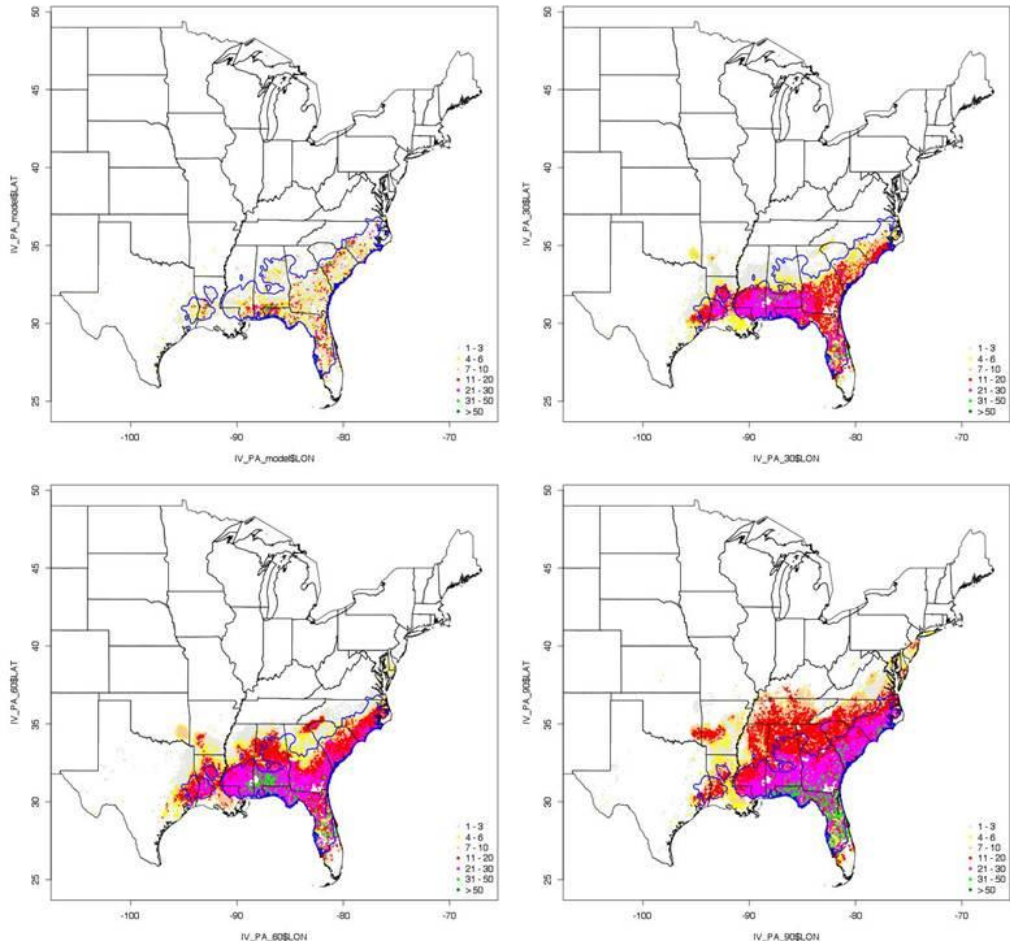 50
45
40
35
30
25
IV_PA_model$LAT
1 - 3
4 - 6
7 - 10
11 - 20
21 - 30
31 - 50
>50
-100
-90
-80
-70
IV_PA_model$LON
50
45
40
35
30
25
IV_PA_30$LAT
1 - 3
4 - 6
7 - 10
11 - 20
21 - 30
31 - 50
>50
-100
-90
-80
-70
IV_PA_30$LON
50
45
40
35
30
25
IV_PA_60$LAT
1 - 3
4 - 6
7 - 10
11 - 20
21 - 30
31 - 50
>50
-100
-90
-80
-70
IV_PA_60$LON
50
45
40
35
30
25
IV_PA_90$LAT
1 - 3
4 - 6
7 - 10
11 - 20
21 - 30
31 - 50
>50
-100
-90
-80
-70
IV_PA_90$LON